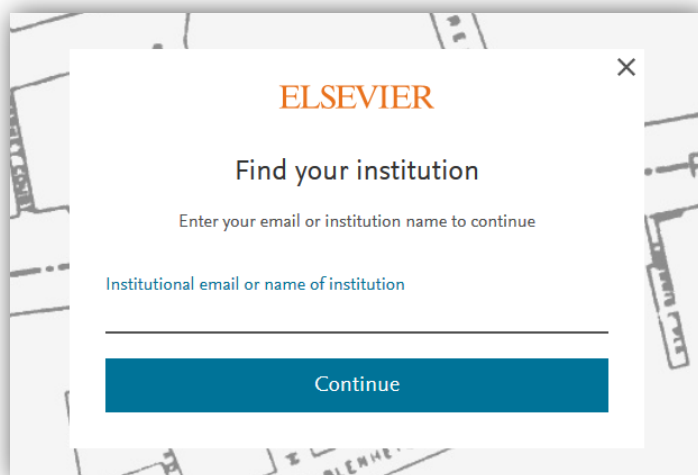 ELSEVIER
Find your institution
Enter your email or institution name to continue
Institutional email or name of institution
Continue